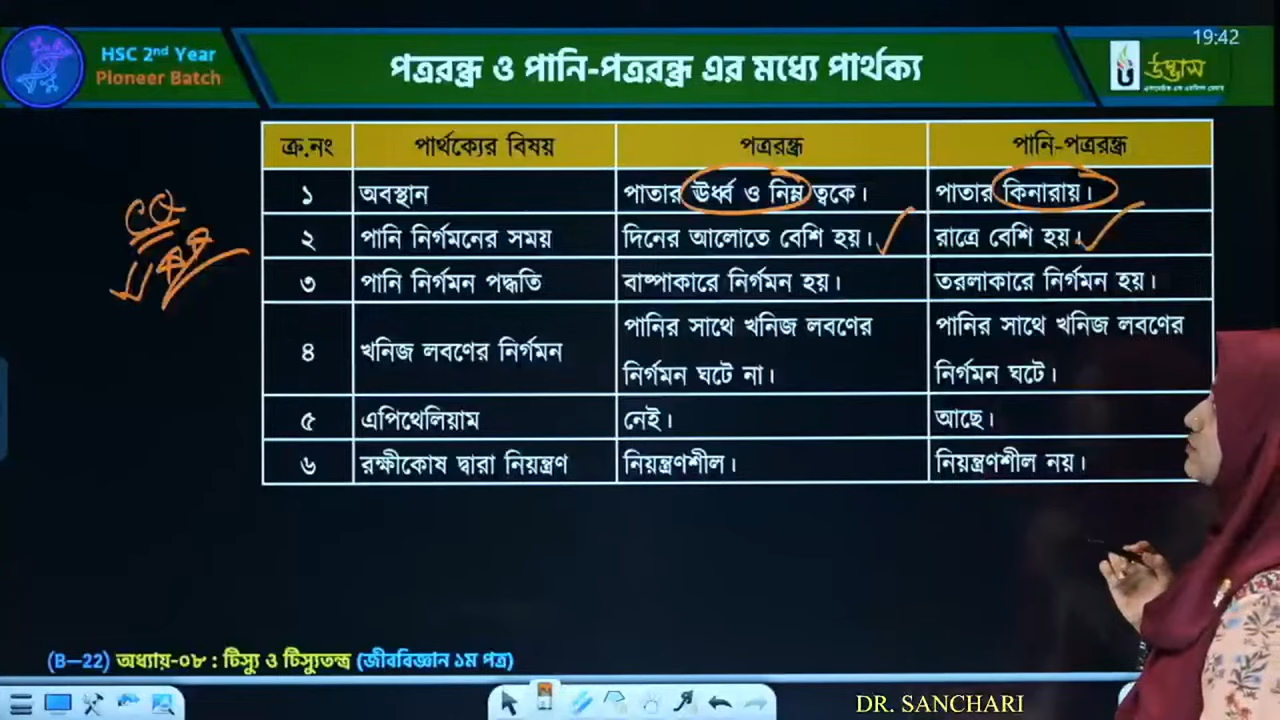 HSC 2nd Year
Pioneer Batch
পত্ররন্ধ্র ও পানি-পত্ররন্ধ্র এর মধ্যে পার্থক্য
19:42
উদ্ভাস
ক্র.নং পার্থক্যের বিষয় পত্ররন্ধ্র পানি-পত্ররন্ধ্র
১ অবস্থান পাতার ঊর্ধ্ব ও নিম্ন ত্বকে। পাতার কিনারায়।
২ পানি নির্গমনের সময় দিনের আলোতে বেশি হয়। রাত্রে বেশি হয়।
৩ পানি নির্গমন পদ্ধতি বাষ্পাকারে নির্গমন হয়। তরলাকারে নির্গমন হয়।
৪ খনিজ লবণের নির্গমন পানির সাথে খনিজ লবণের নির্গমন ঘটে না। পানির সাথে খনিজ লবণের নির্গমন ঘটে।
৫ এপিথেলিয়াম নেই। আছে।
৬ রক্ষীকোষ দ্বারা নিয়ন্ত্রণ নিয়ন্ত্রণশীল। নিয়ন্ত্রণশীল নয়।
CQ
(B-22) অধ্যায়-০৮ : টিস্যু ও টিস্যুতন্ত্র (জীববিজ্ঞান ১ম পত্র)
DR. SANCHARI